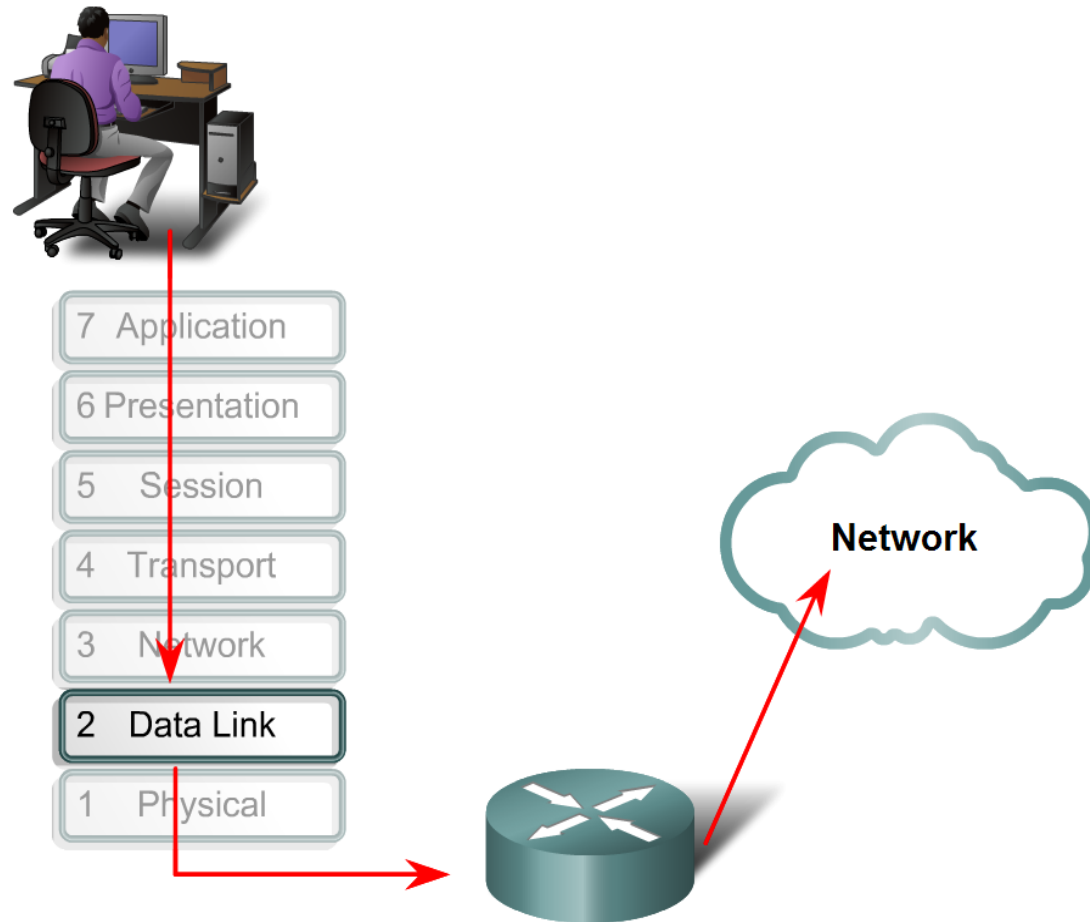 7 Application
6 Presentation
5 Session
4 Transport
3 Network
2 Data Link
1 Physical
Network